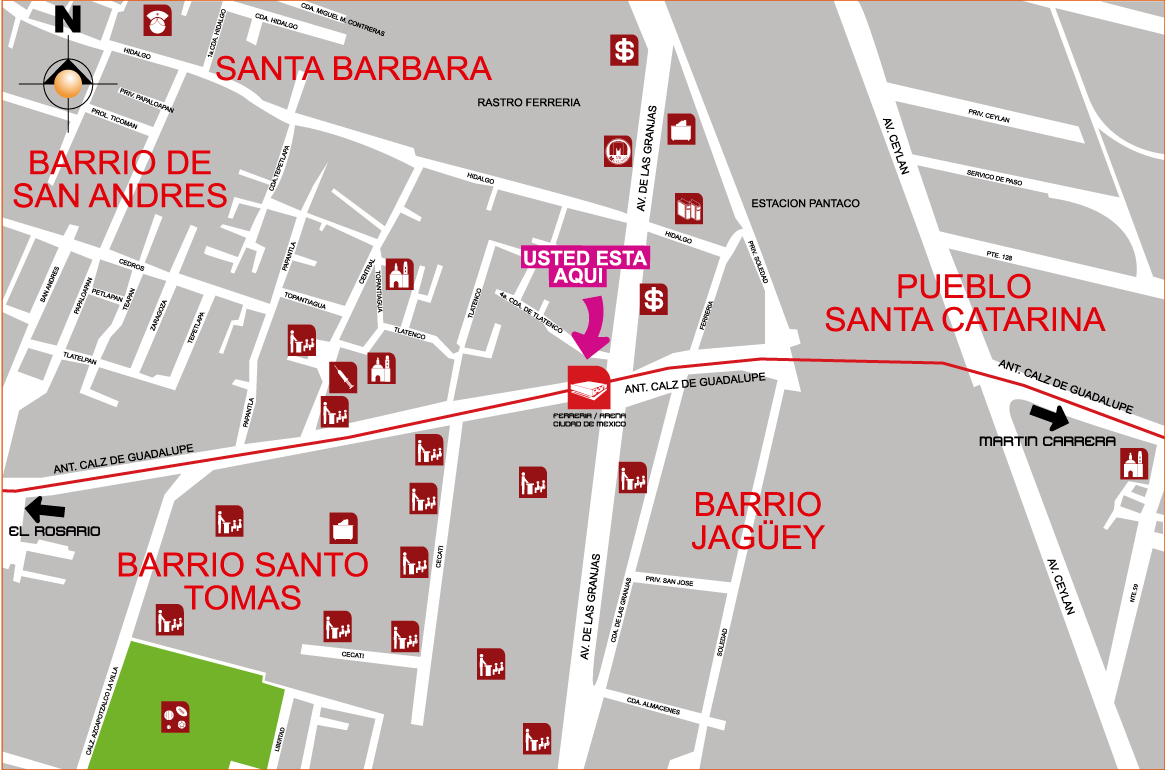 N
CDA. MIGUEL M. CONTRERAS
CDA. HIDALGO
1a.CDA. HIDALGO
HIDALGO
SANTA BARBARA
RASTRO FERRERIA
PRIV. PAPALOAPAN
PROL. TICOMAN
BARRIO DE
SAN ANDRES
CDA.TEPETLAPA
HIDALGO
AV. DE LAS GRANJAS
AV. CEYLAN
PRIV. CEYLAN
SERVICO DE PASO
ESTACION PANTACO
HIDALGO
PRIV. SOLEDAD
PTE. 128
USTED ESTA
AQUI
PUEBLO
SANTA CATARINA
CEDROS
SAN ANDRES
PAPALOAPAN
PETLAPAN
TEAPAN
ZARAGOZA
TEPETLAPA
TLATELPAN
PAPANTLA
TOPANTIAGUA
CENTRAL
TOPANTIAGUA
TLATENCO
TLATENCO
4a. CDA. DE TLATENCO
FERRERIA
PAPANTLA
ANT. CALZ DE GUADALUPE
ANT. CALZ DE GUADALUPE
ANT. CALZ DE GUADALUPE
FERRERIA / ARENA
CIUDAD DE MEXICO
MARTIN CARRERA
EL ROSARIO
BARRIO
JAGÜEY
BARRIO SANTO
TOMAS
CECATI
CECATI
AV. DE LAS GRANJAS
CDA. DE LAS GRANJAS
PRIV. SAN JOSE
SOLEDAD
AV. CEYLAN
NTE. 59
CDA. ALMACENES
CALZ. AZCAPOTZALCO LA VILLA
LIBERTAD